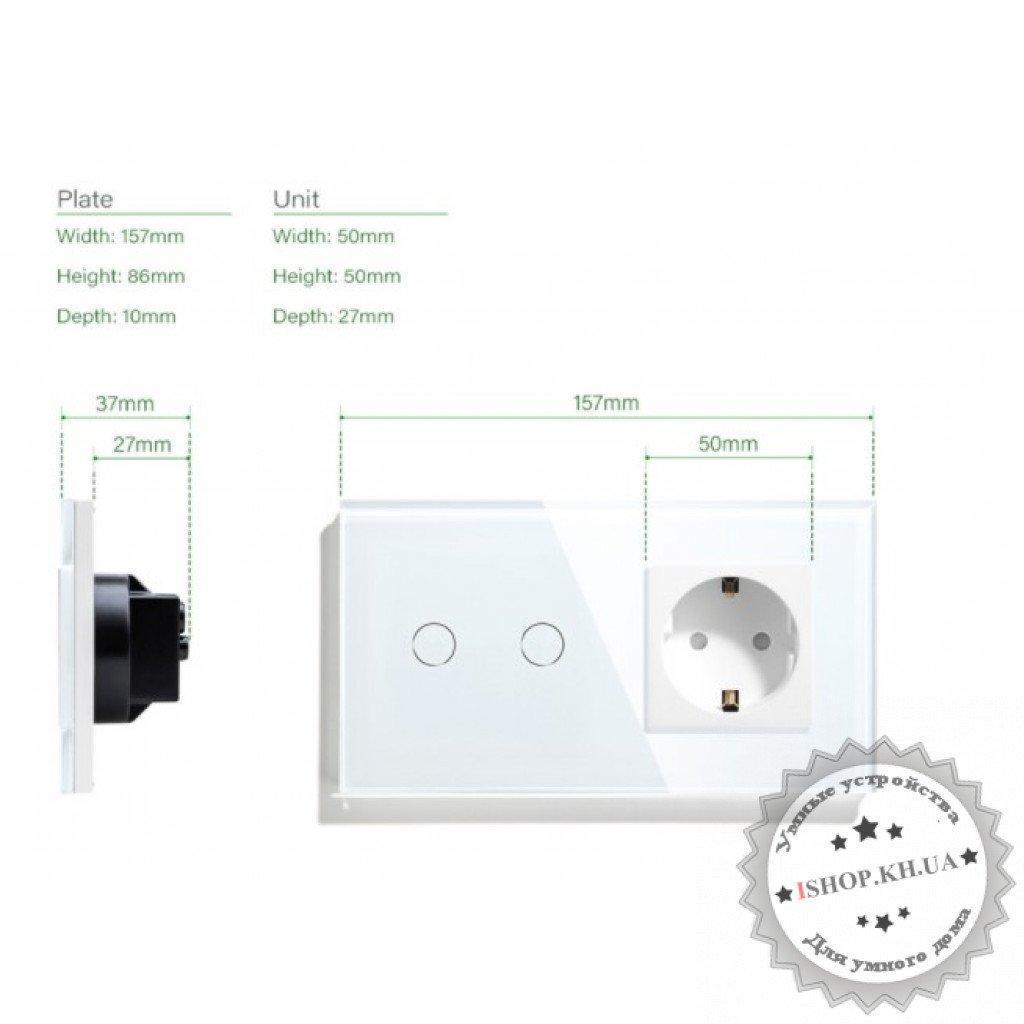 Plate
Width: 157mm
Height: 86mm
Depth: 10mm
Unit
Width: 50mm
Height: 50mm
Depth: 27mm
37mm
27mm
157mm
50mm
Умные устройства
ISHOP.KH.UA
Для умного дома